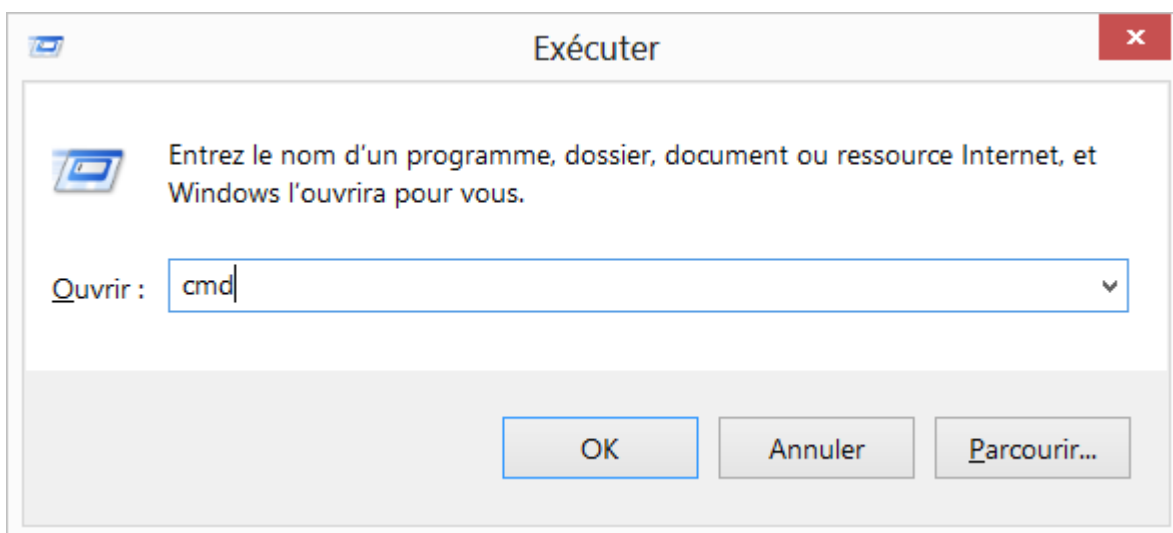 Exécuter
Entrez le nom d'un programme, dossier, document ou ressource Internet, et
Windows l'ouvrira pour vous.
Ouvrir : cmd
OK Annuler Parcourir...